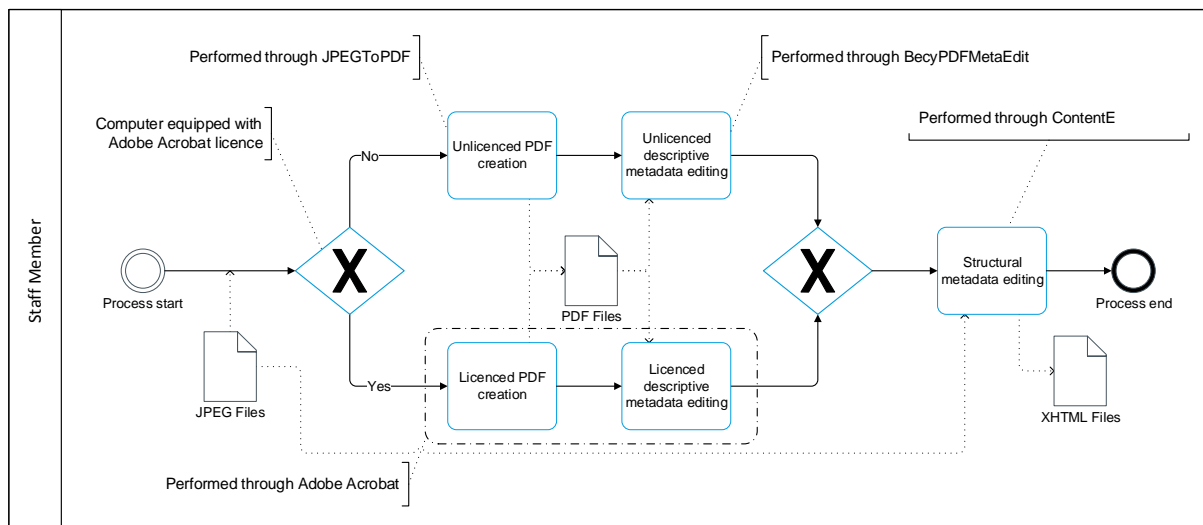 Staff Member
Performed through JPEGToPDF
Performed through BecyPDFMetaEdit
Computer equipped with
Adobe Acrobat licence
Performed through ContentE
No
Unlicenced PDF
creation
Unlicenced
descriptive
metadata editing
X
X
Process start
PDF Files
Structural
metadata editing
Process end
Yes
Licenced PDF
creation
Licenced
descriptive
metadata editing
JPEG Files
XHTML Files
Performed through Adobe Acrobat